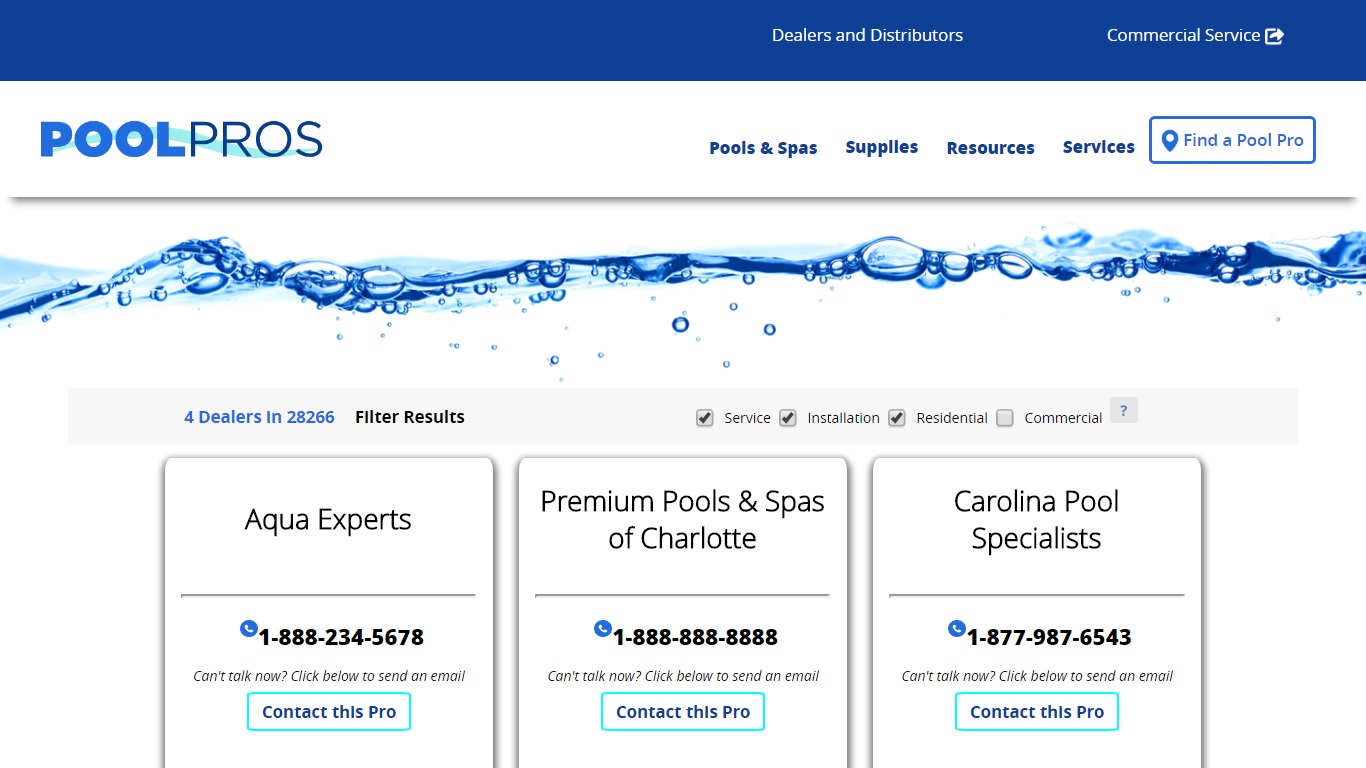 Dealers and Distributors
Commercial Service
POOLPROS
Pools & Spas
Supplies
Resources
Services
Find a Pool Pro
4 Dealers In 28266
FIlter Results
Service
Installation
Residential
Commercial
?
Aqua Experts
1-888-234-5678
Can't talk now? Click below to send an email
Contact this Pro
Premium Pools & Spas
of Charlotte
1-888-888-8888
Can't talk now? Click below to send an email
Contact this Pro
Carolina Pool
Specialists
1-877-987-6543
Can't talk now? Click below to send an email
Contact this Pro